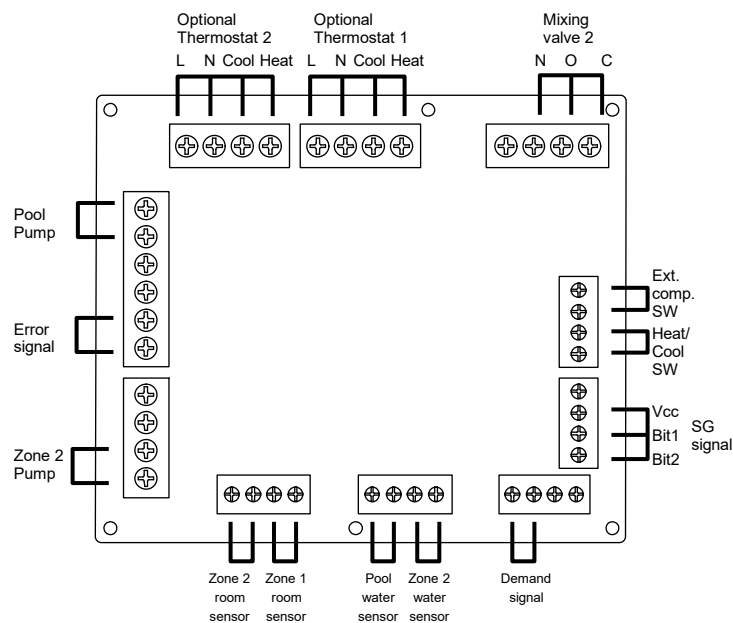 Optional
Thermostat 2
L N Cool Heat
Optional
Thermostat 1
L N Cool Heat
Mixing
valve 2
N O C
Pool
Pump
Error
signal
Zone 2
Pump
Ext.
comp.
SW
Heat/
Cool
SW
Vcc
Bit1
Bit2
SG
signal
Zone 2
room
sensor
Zone 1
room
sensor
Pool
water
sensor
Zone 2
water
sensor
Demand
signal